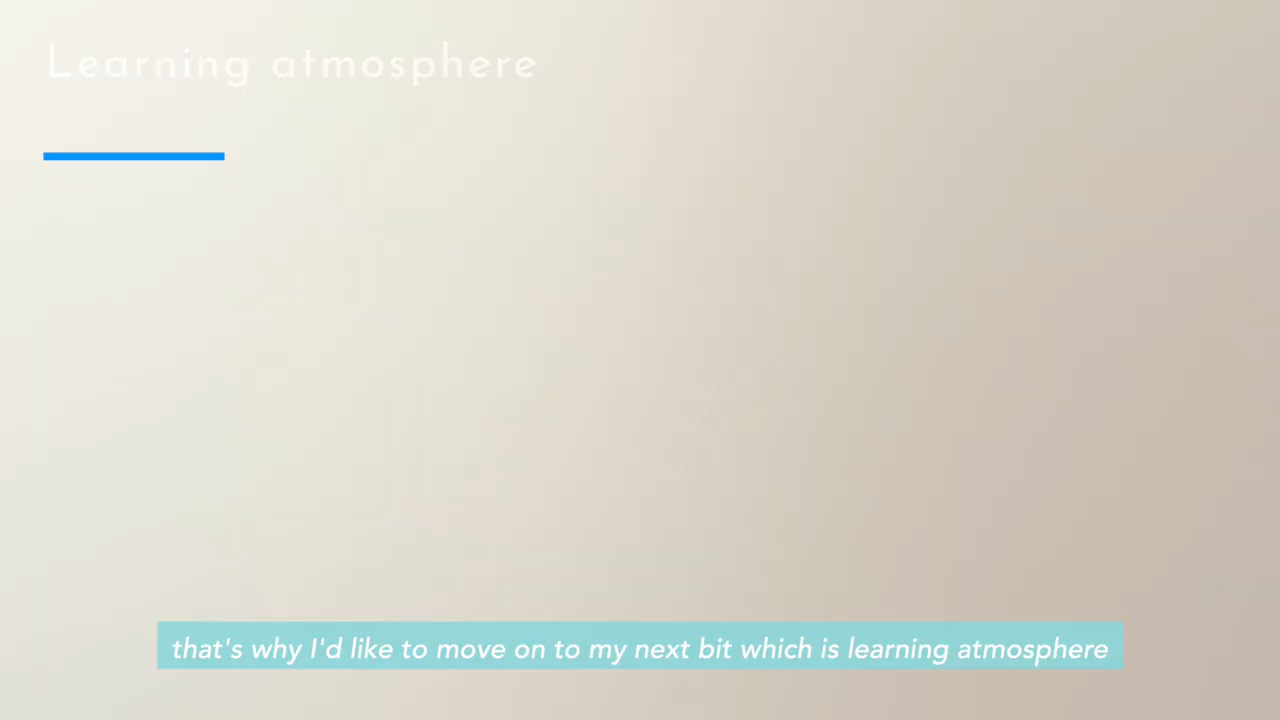 Learning atmosphere
that's why I'd like to move on to my next bit which is learning atmosphere